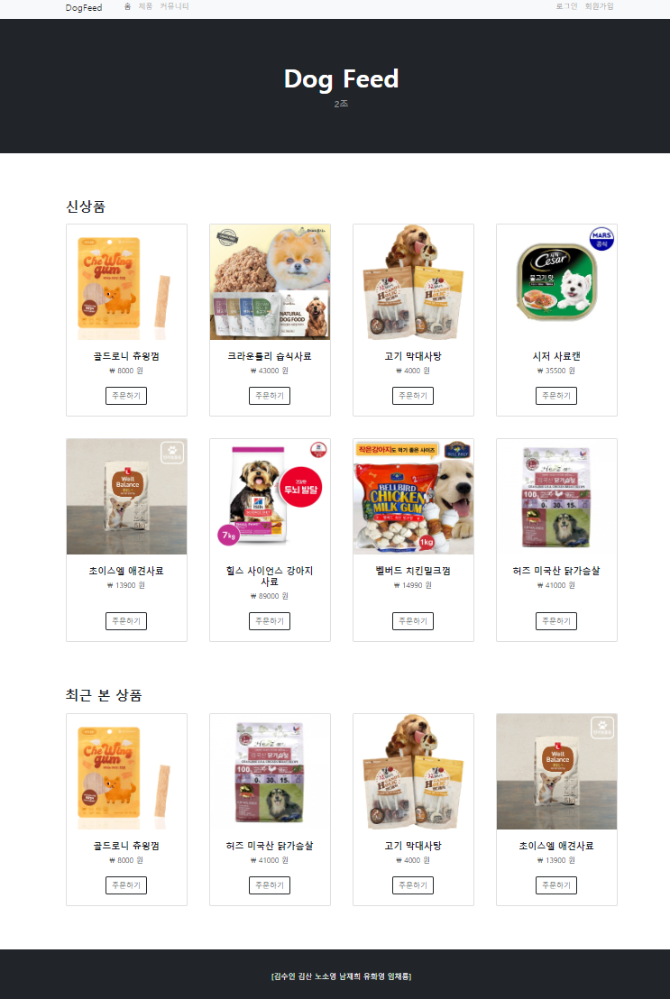 DogFeed 홈 제품 커뮤니티 로그인 회원가입
Dog Feed
2조
신상품
CheWing gum
NATURAL DOG FOOD
MARS 공식
Cesar
골드로니 츄윙껌
크라운틀리 습식사료
고기 막대사탕
시저 사료캔
₩ 8000 원
₩ 43000 원
₩ 4000 원
₩ 35500 원
주문하기
주문하기
주문하기
주문하기
Well Balance
Hill's
두뇌 발달
7kg
작은강아지도 먹기 좋은 사이즈
BELLBIRD
CHICKEN MILK GUM
1kg
100
초이스엘 애견사료
힐스 사이언스 강아지
사료
벨버드 치킨밀크껌
허즈 미국산 닭가슴살
₩ 13900 원
₩ 89000 원
₩ 14990 원
₩ 41000 원
주문하기
주문하기
주문하기
주문하기
최근 본 상품
CheWing gum
100
Well Balance
골드로니 츄윙껌
허즈 미국산 닭가슴살
고기 막대사탕
초이스엘 애견사료
₩ 8000 원
₩ 41000 원
₩ 4000 원
₩ 13900 원
주문하기
주문하기
주문하기
주문하기
[김수인 김산 노소영 남재희 유화영 임채룡]